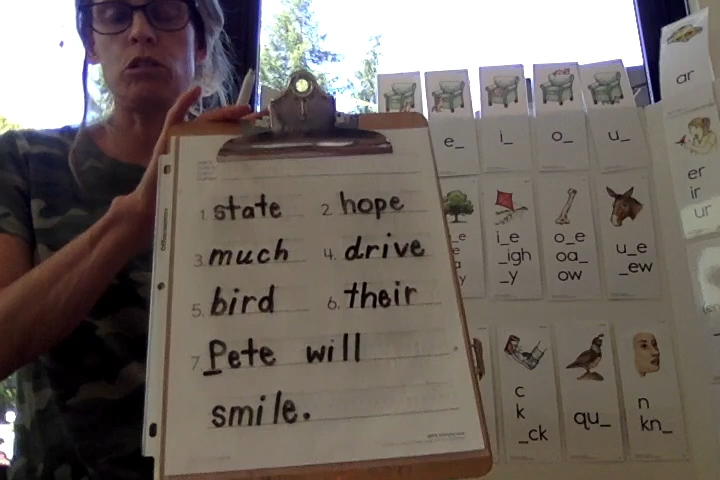 1. state 2. hope
3. much 4. drive
5. bird 6. their
7. Pete will
smile.
e_ i_ o_ u_
i_e
_igh
_y
o_e
oa_
ow
u_e
_ew
c
k
_ck
qu_
n
kn_
ar
er
ir
ur